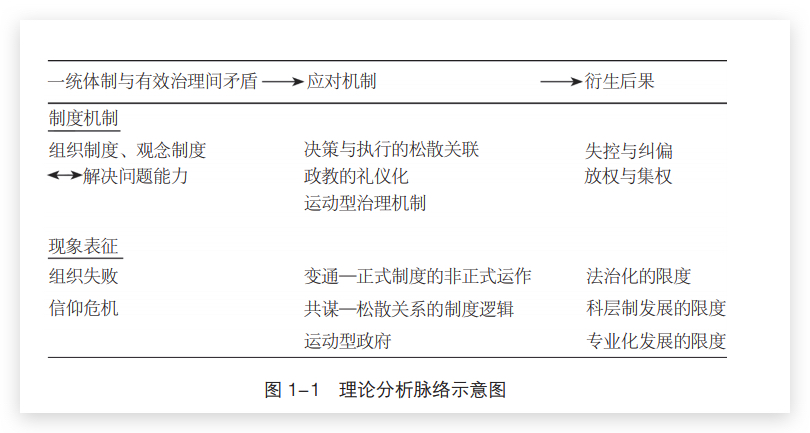 一统体制与有效治理间矛盾 → 应对机制 → 衍生后果
制度机制
组织制度、观念制度 决策与执行的松散关联 失控与纠偏
↔解决问题能力 政教的礼仪化 放权与集权
运动型治理机制
现象表征
组织失败 变通—正式制度的非正式运作 法治化的限度
信仰危机 共谋—松散关系的制度逻辑 科层制发展的限度
运动型政府 专业化发展的限度
图 1-1 理论分析脉络示意图